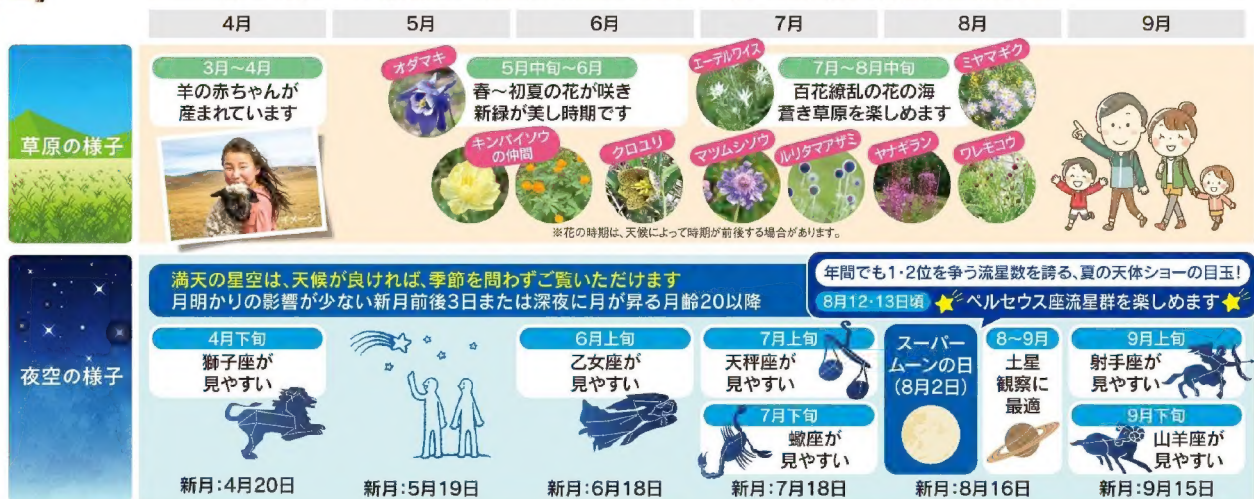 4月
5月
6月
7月
8月
9月
草原の様子
3月～4月
羊の赤ちゃんが
産まれています
イメージ
オダマキ
5月中旬～6月
春～初夏の花が咲き
新緑が美し時期です
キンバイソウ
の仲間
クロユリ
エーデルワイス
7月～8月中旬
百花繚乱の花の海
蒼き草原を楽しめます
ミヤマギク
マツムシソウ
ルリタマアザミ
ヤナギラン
ワレモコウ
※花の時期は、天候によって時期が前後する場合があります。
夜空の様子
満天の星空は、天候が良ければ、季節を問わずご覧いただけます
月明かりの影響が少ない新月前後3日または深夜に月が昇る月齢20以降
年間でも1・2位を争う流星数を誇る、夏の天体ショーの目玉!
8月12・13日頃 ペルセウス座流星群を楽しめます
4月下旬
獅子座が
見やすい
新月:4月20日
新月:5月19日
6月上旬
乙女座が
見やすい
新月:6月18日
7月上旬
天秤座が
見やすい
7月下旬
蠍座が
見やすい
新月:7月18日
スーパー
ムーンの日
(8月2日)
8～9月
土星
観察に
最適
新月:8月16日
9月上旬
射手座が
見やすい
9月下旬
山羊座が
見やすい
新月:9月15日